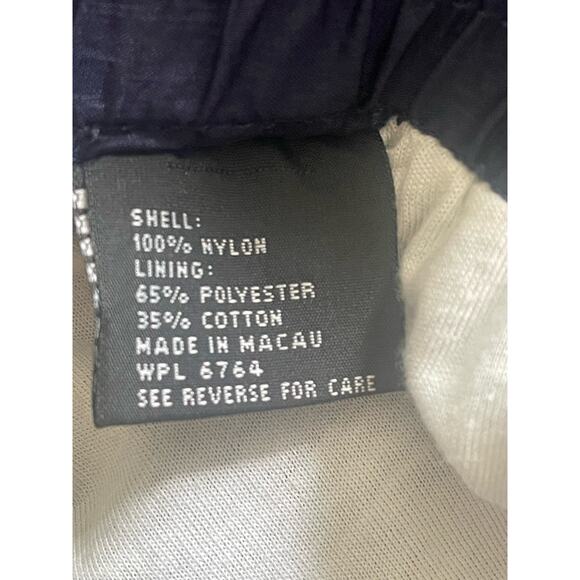 SHELL:
100% NYLON
LINING:
65% POLYESTER
35% COTTON
MADE IN MACAU
WPL 6764
SEE REVERSE FOR CARE